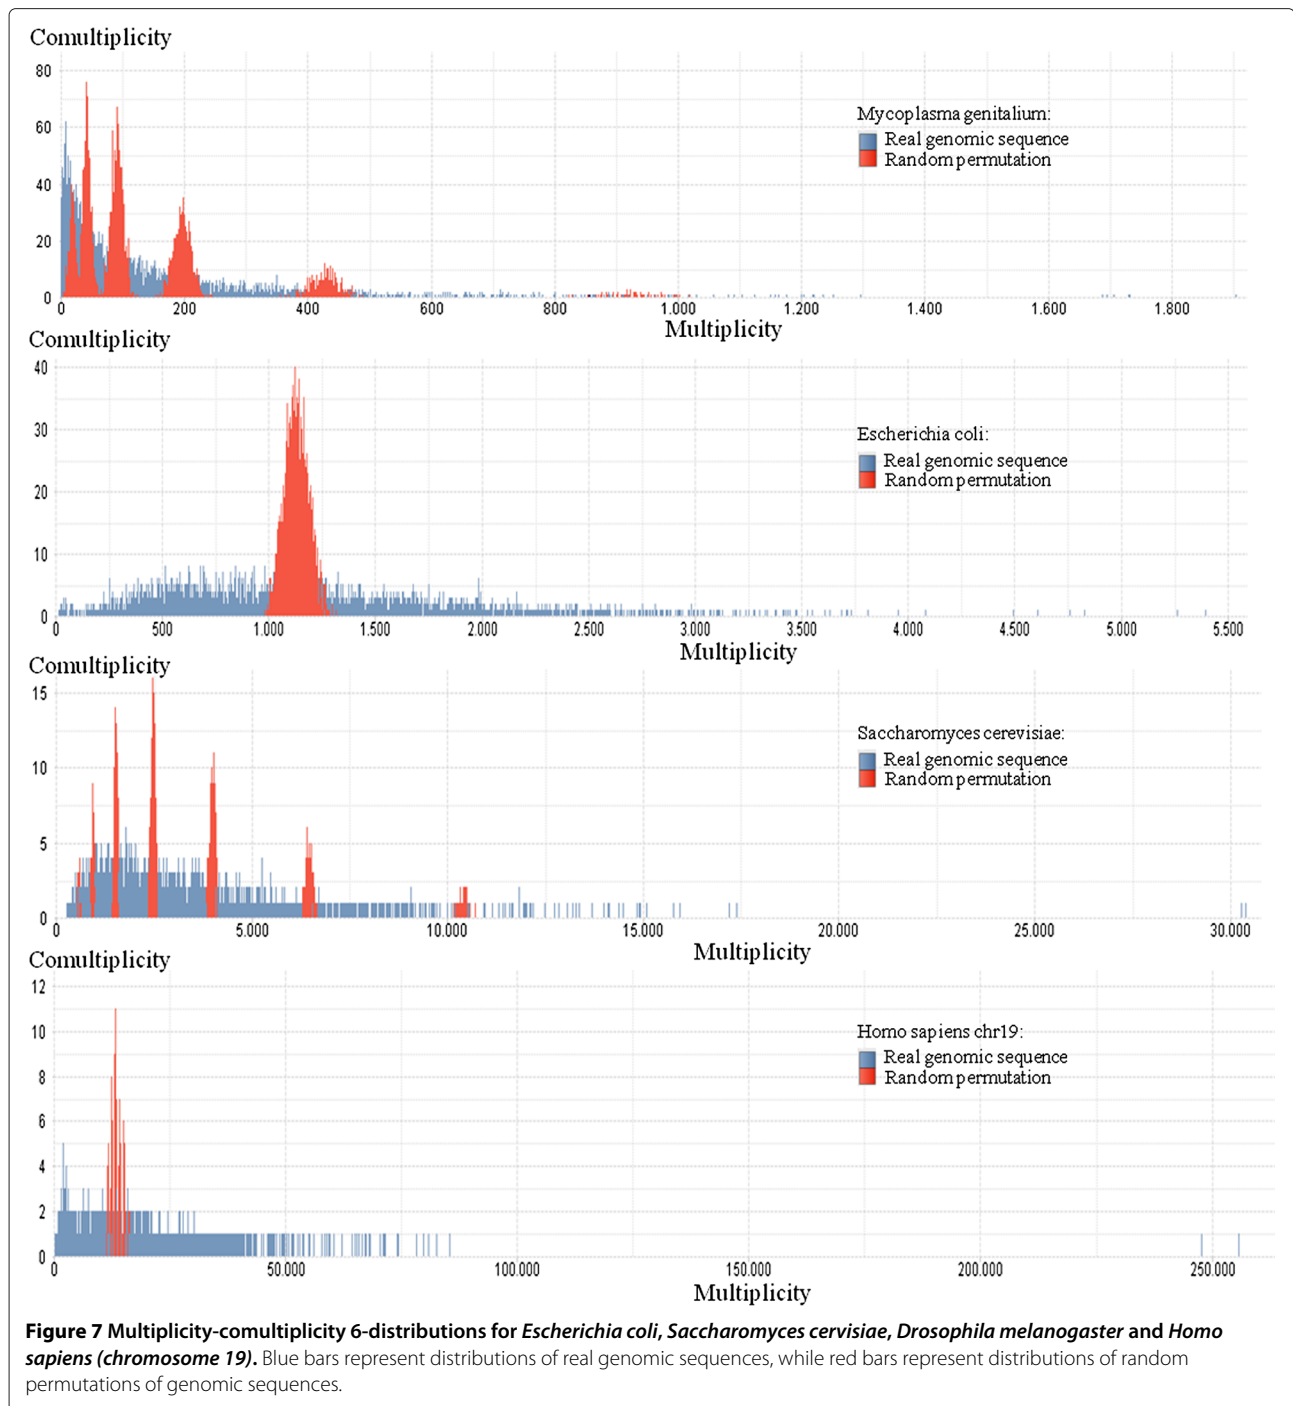 Comultiplicity
80
60
40
20
0
0 200 400 600 800 1.000 1.200 1.400 1.600 1.800
Multiplicity
Mycoplasma genitalium:
Real genomic sequence
Random permutation
Comultiplicity
40
30
20
10
0
0 500 1.000 1.500 2.000 2.500 3.000 3.500 4.000 4.500 5.000 5.500
Multiplicity
Escherichia coli:
Real genomic sequence
Random permutation
Comultiplicity
15
10
5
0
0 5.000 10.000 15.000 20.000 25.000 30.000
Multiplicity
Saccharomyces cerevisiae:
Real genomic sequence
Random permutation
Comultiplicity
12
10
8
6
4
2
0
0 50.000 100.000 150.000 200.000 250.000
Multiplicity
Homo sapiens chr19:
Real genomic sequence
Random permutation
Figure 7 Multiplicity-comultiplicity 6-distributions for Escherichia coli, Saccharomyces cervisiae, Drosophila melanogaster and Homo
sapiens (chromosome 19). Blue bars represent distributions of real genomic sequences, while red bars represent distributions of random
permutations of genomic sequences.